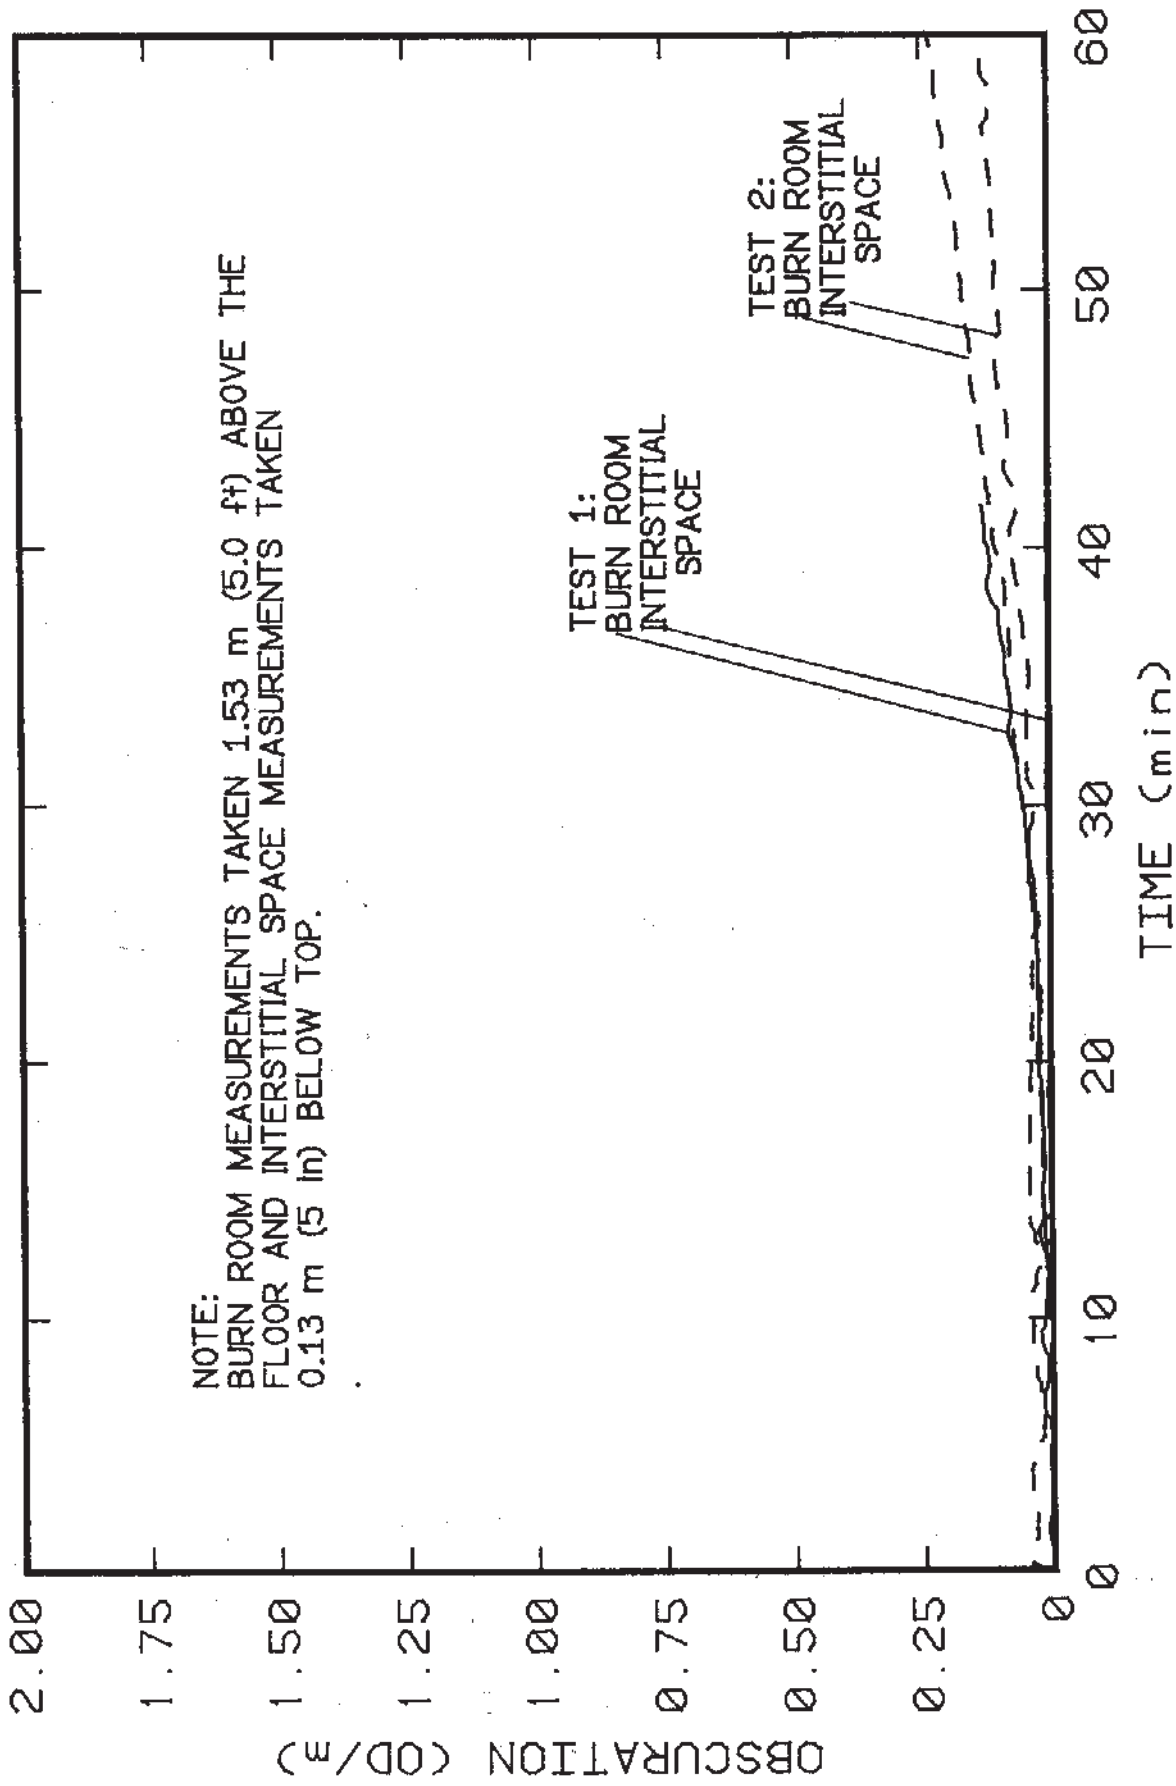 2.00
1.75
1.50
1.25
1.00
0.75
0.50
0.25
0
OBSCURATION (OD/m)
NOTE:
BURN ROOM MEASUREMENTS TAKEN 1.53 m (5.0 ft) ABOVE THE
FLOOR AND INTERSTITIAL SPACE MEASUREMENTS TAKEN
0.13 m (5 in) BELOW TOP.
TEST 1:
BURN ROOM
INTERSTITIAL
SPACE
TEST 2:
BURN ROOM
INTERSTITIAL
SPACE
0 10 20 30 40 50 60
TIME (min)